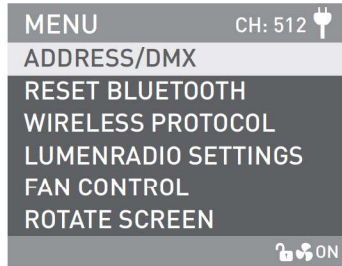 MENU CH: 512
ADDRESS/DMX
RESET BLUETOOTH
WIRELESS PROTOCOL
LUMENRADIO SETTINGS
FAN CONTROL
ROTATE SCREEN
ON